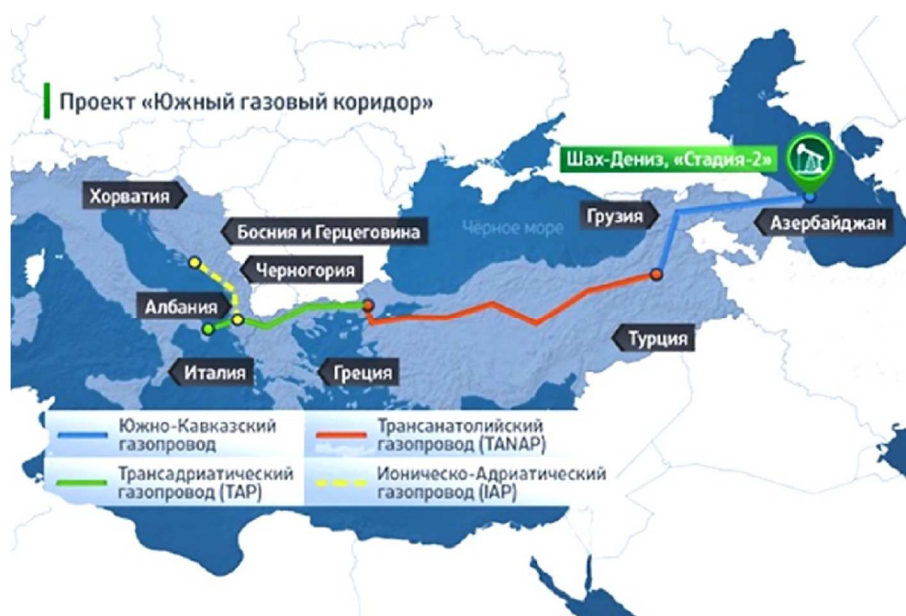 Проект «Южный газовый коридор»
Шах-Дениз, «Стадия-2»
Хорватия
Грузия
Азербайджан
Босния и Герцеговина
Чёрное море
Черногория
Албания
Турция
Италия
Греция
Южно-Кавказский
газопровод
Трансанатолийский
газопровод (TANAP)
Трансадриатический
газопровод (TAP)
Ионическо-Адриатический
газопровод (IAP)